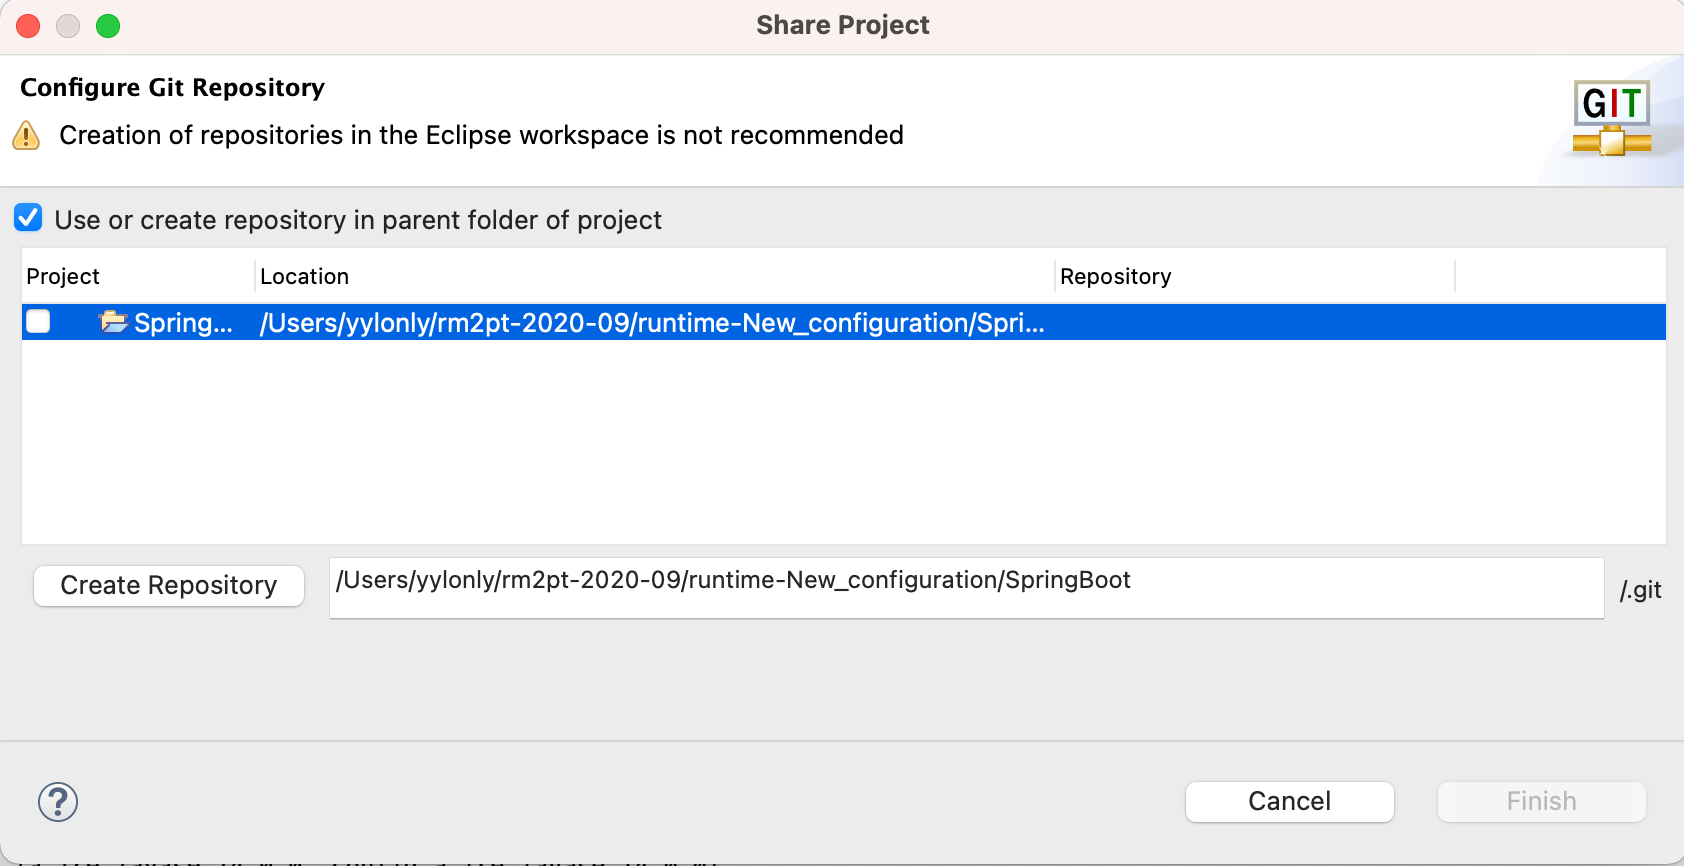 Share Project
Configure Git Repository
GIT
Creation of repositories in the Eclipse workspace is not recommended
Use or create repository in parent folder of project
Project Location Repository
Spring... /Users/yylonly/rm2pt-2020-09/runtime-New_configuration/Spri...
Create Repository /Users/yylonly/rm2pt-2020-09/runtime-New_configuration/SpringBoot /.git
? Cancel Finish